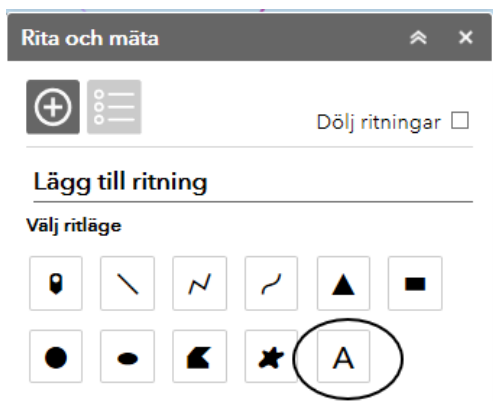 Rita och mäta
Dölj ritningar
Lägg till ritning
Välj ritläge
A